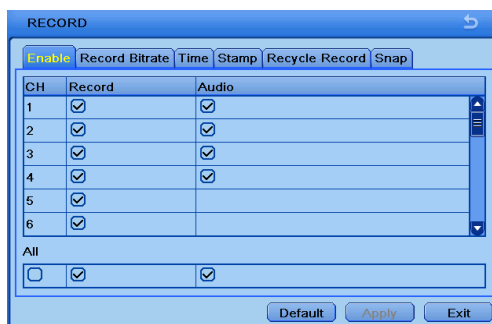 RECORD
Enable Record Bitrate Time Stamp Recycle Record Snap
CH Record Audio
1
2
3
4
5
6
All
Default Apply Exit